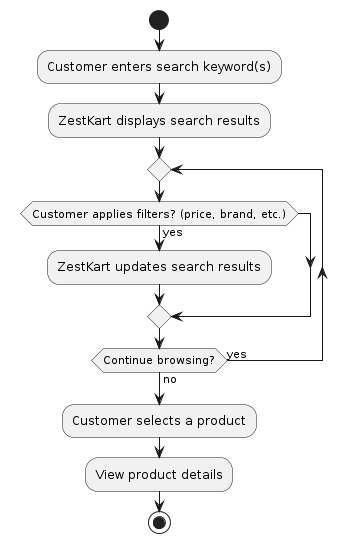 Customer enters search keyword(s)
ZestKart displays search results
Customer applies filters? (price, brand, etc.)
yes
ZestKart updates search results
Continue browsing?
yes
no
Customer selects a product
View product details